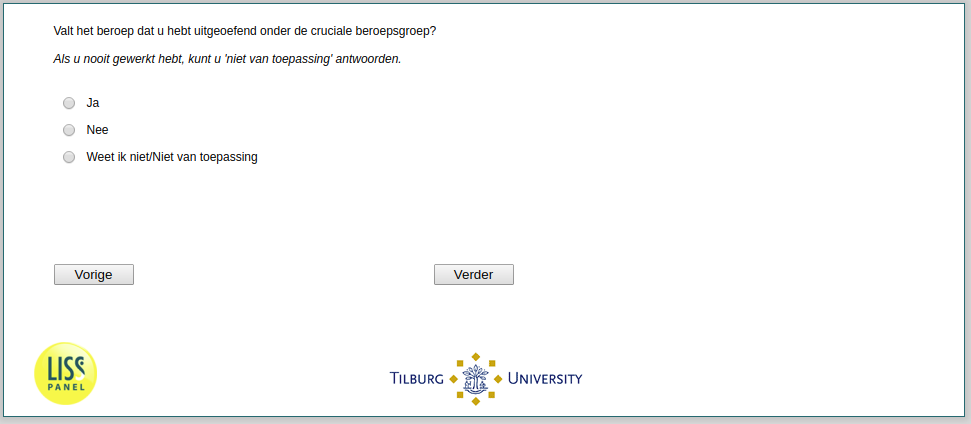 Valt het beroep dat u hebt uitgeoefend onder de cruciale beroepsgroep?
Als u nooit gewerkt hebt, kunt u 'niet van toepassing' antwoorden.
Ja
Nee
Weet ik niet/Niet van toepassing
Vorige
Verder
LISS
PANEL
TILBURG UNIVERSITY